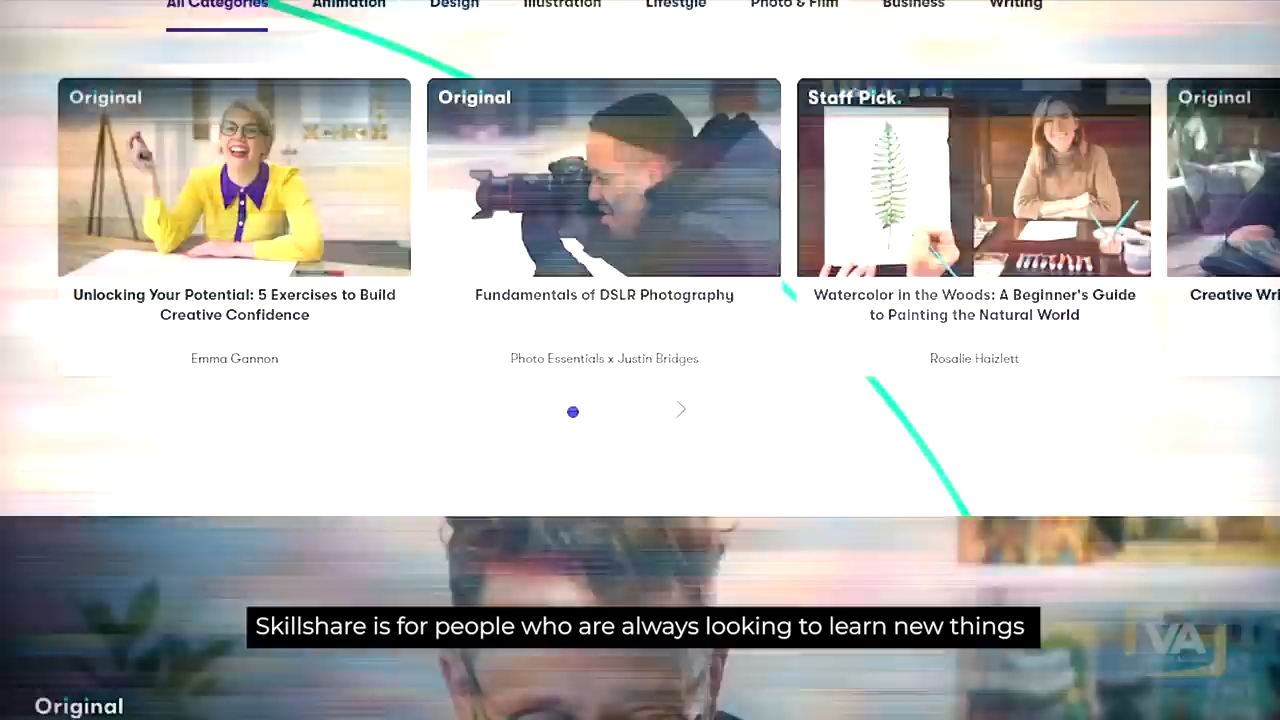 All Categories Animation Design Illustration Lifestyle Photo & Film Business Writing
Original
Original
Staff Pick.
Original
Unlocking Your Potential: 5 Exercises to Build
Creative Confidence
Emma Gannon
Fundamentals of DSLR Photography
Photo Essentials x Justin Bridges
Watercolor in the Woods: A Beginner's Guide
to Painting the Natural World
Rosalie Haizlett
Creative Wri
Skillshare is for people who are always looking to learn new things
VA
Original